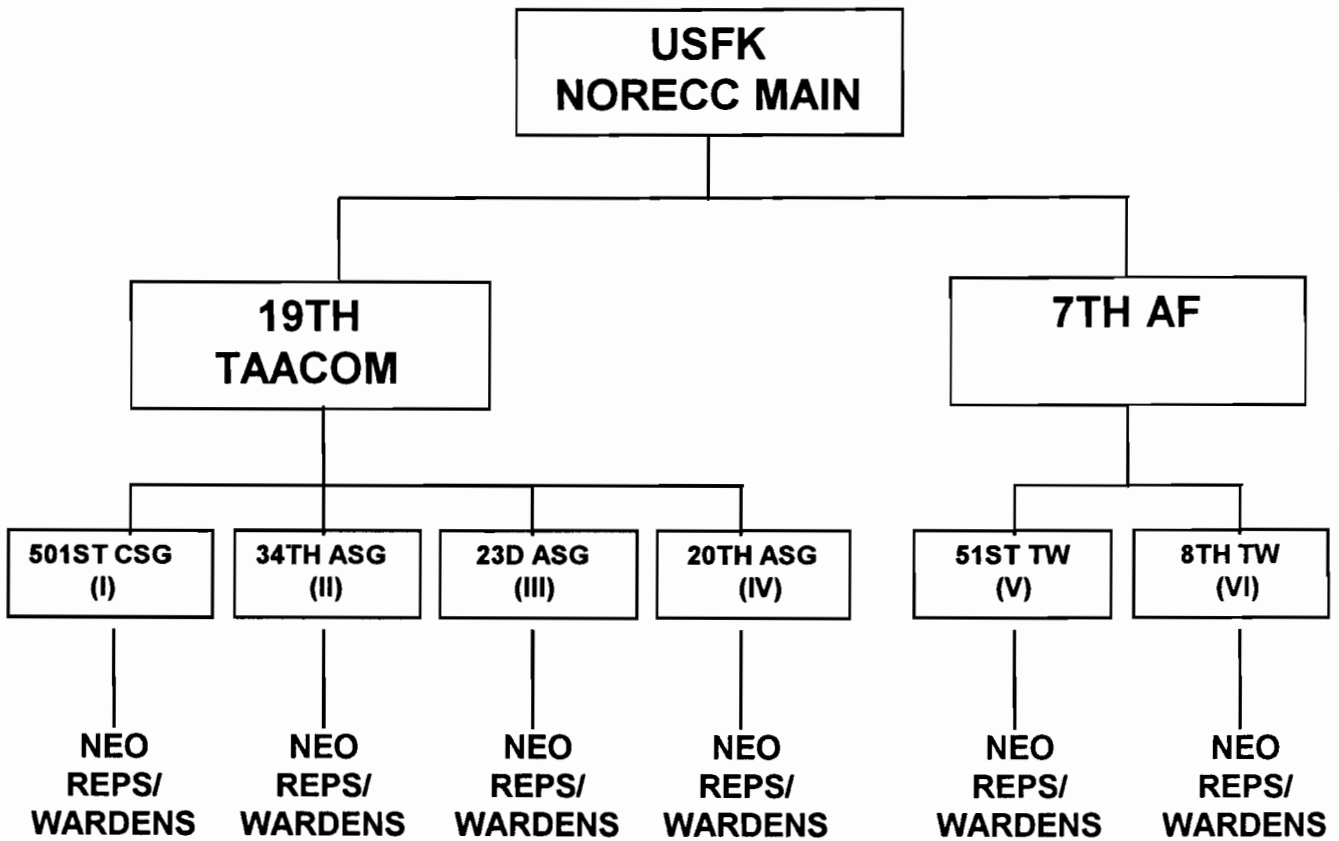 USFK
NORECC MAIN
19TH
TAACOM
7TH AF
501ST CSG
(I)
34TH ASG
(II)
23D ASG
(III)
20TH ASG
(IV)
51ST TW
(V)
8TH TW
(VI)
NEO
REPS/
WARDENS
NEO
REPS/
WARDENS
NEO
REPS/
WARDENS
NEO
REPS/
WARDENS
NEO
REPS/
WARDENS
NEO
REPS/
WARDENS